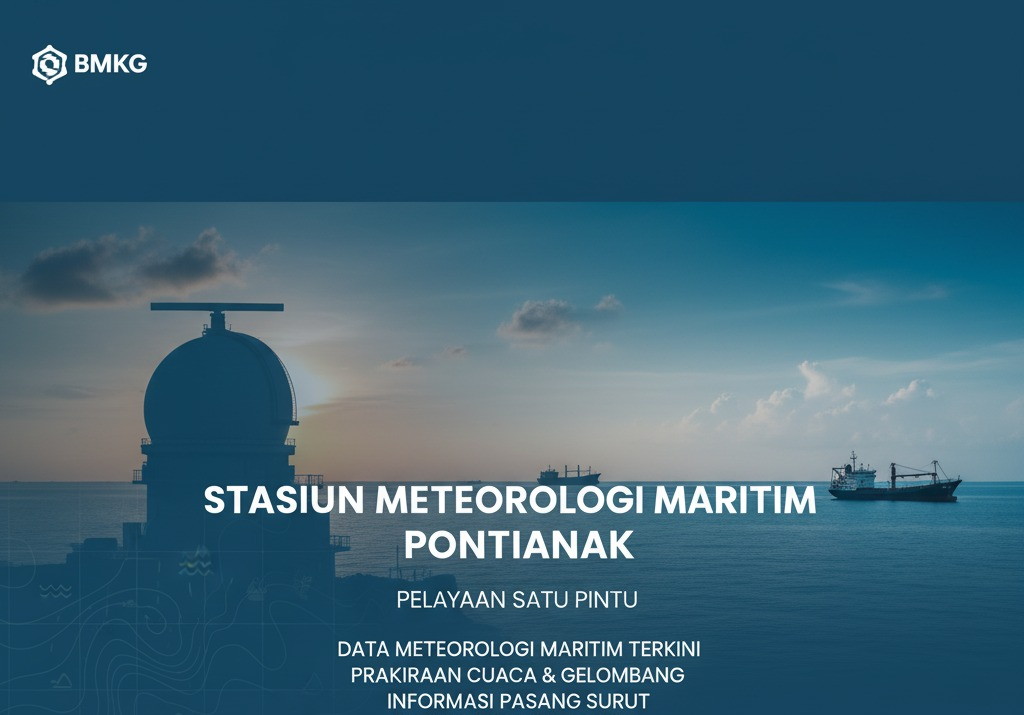 BMKG
STASIUN METEOROLOGI MARITIM
PONTIANAK
PELAYAAN SATU PINTU
DATA METEOROLOGI MARITIM TERKINI
PRAKIRAAN CUACA & GELOMBANG
INFORMASI PASANG SURUT